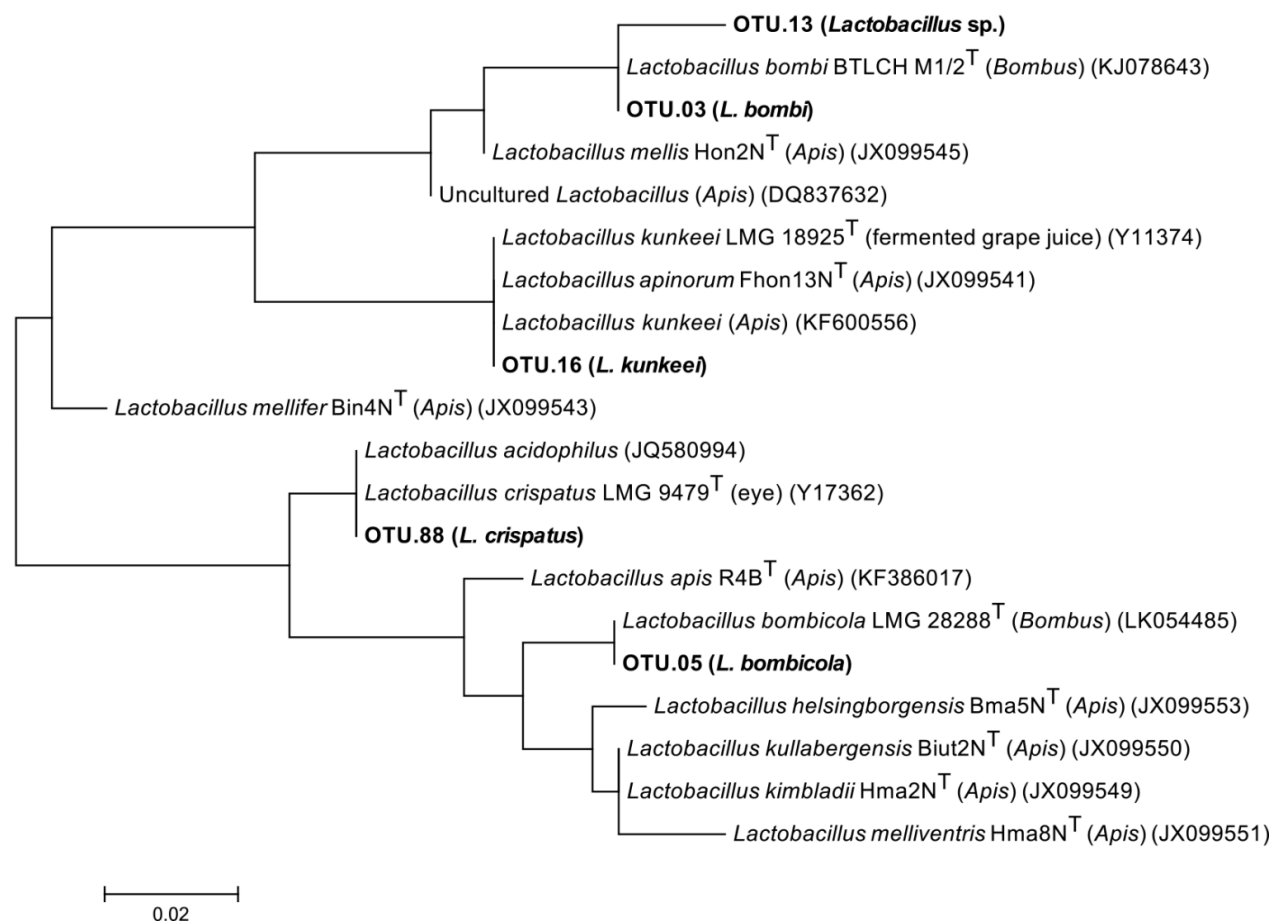 OTU.13 (Lactobacillus sp.)
Lactobacillus bombi BTLCH M1/2T (Bombus) (KJ078643)
OTU.03 (L. bombi)
Lactobacillus mellis Hon2NT (Apis) (JX099545)
Uncultured Lactobacillus (Apis) (DQ837632)
Lactobacillus kunkeei LMG 18925T (fermented grape juice) (Y11374)
Lactobacillus apinorum Fhon13NT (Apis) (JX099541)
Lactobacillus kunkeei (Apis) (KF600556)
OTU.16 (L. kunkeei)
Lactobacillus mellifer Bin4NT (Apis) (JX099543)
Lactobacillus acidophilus (JQ580994)
Lactobacillus crispatus LMG 9479T (eye) (Y17362)
OTU.88 (L. crispatus)
Lactobacillus apis R4BT (Apis) (KF386017)
Lactobacillus bombicola LMG 28288T (Bombus) (LK054485)
OTU.05 (L. bombicola)
Lactobacillus helsingborgensis Bma5NT (Apis) (JX099553)
Lactobacillus kullabergensis Biut2NT (Apis) (JX099550)
Lactobacillus kimbladii Hma2NT (Apis) (JX099549)
Lactobacillus melliventris Hma8NT (Apis) (JX099551)
0.02